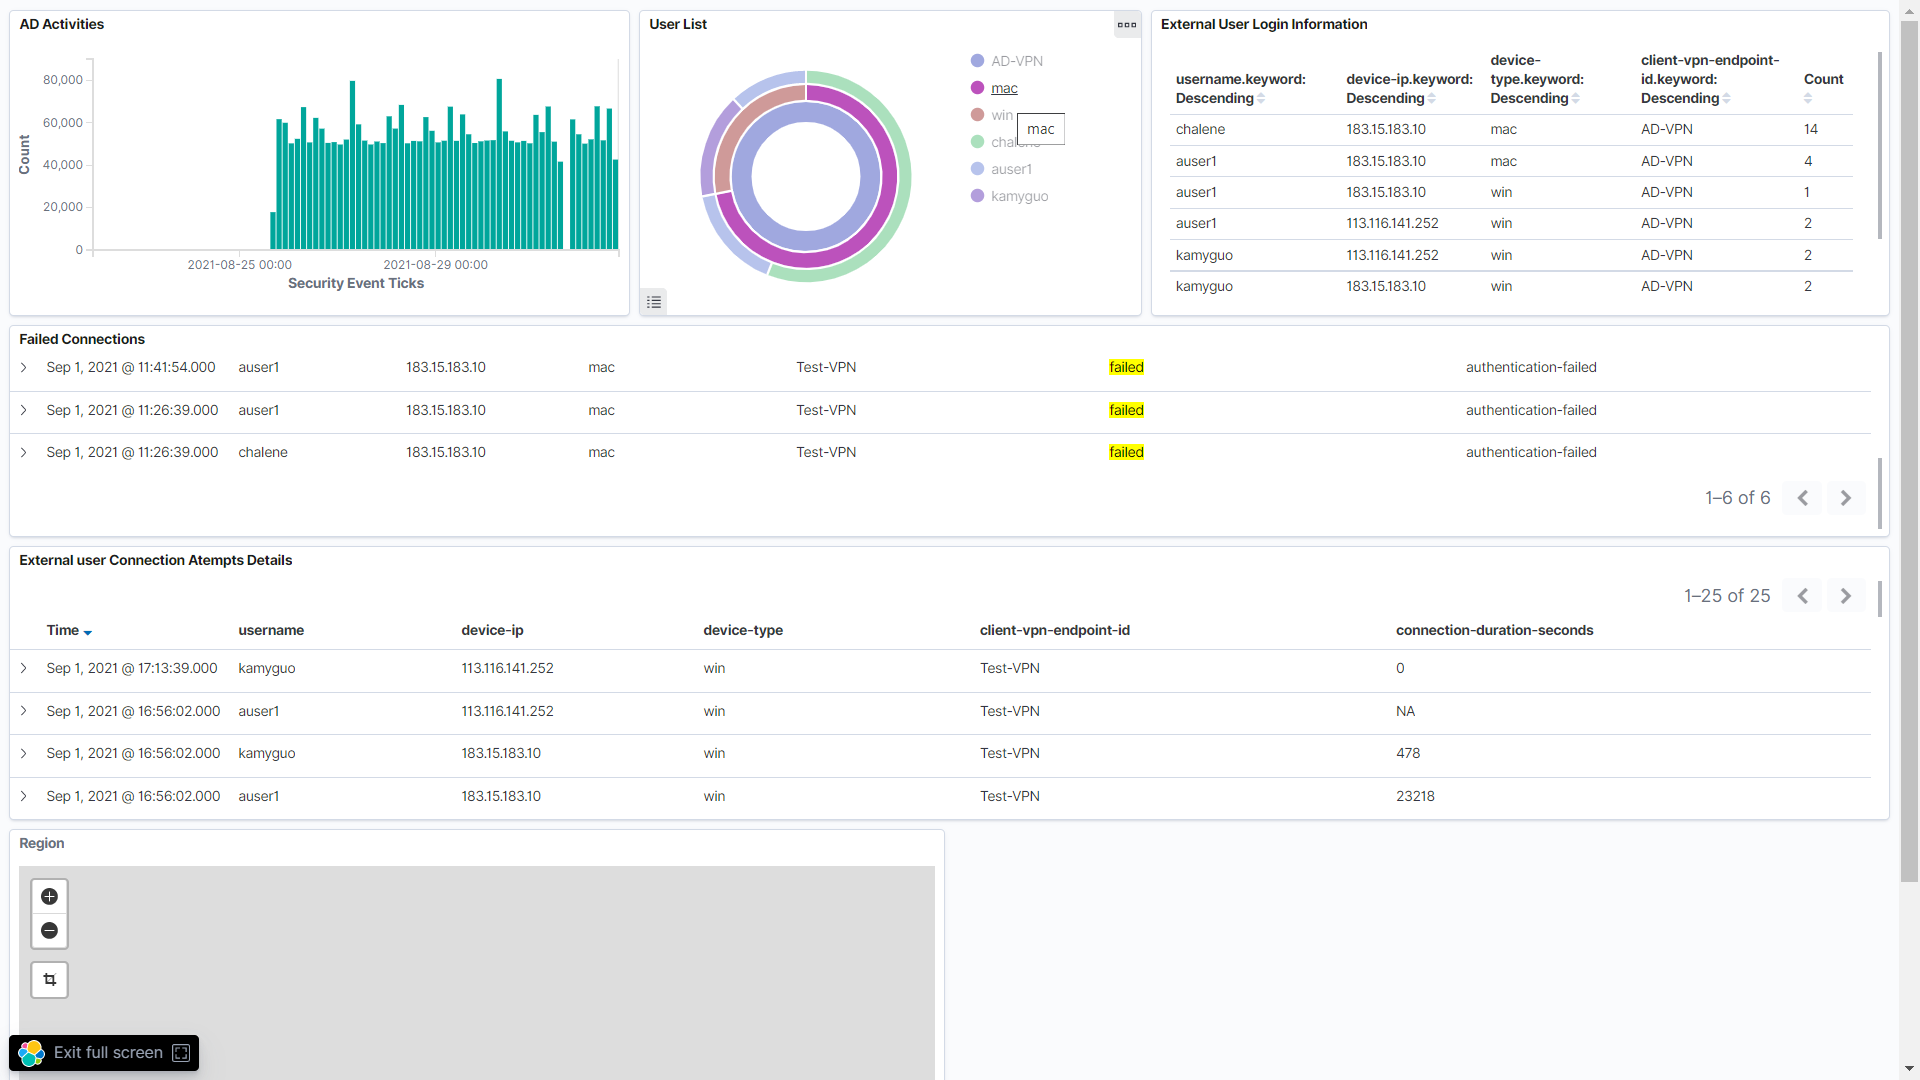 AD Activities
80,000
60,000
40,000
20,000
0
Count
2021-08-25 00:00 2021-08-29 00:00
Security Event Ticks
User List
AD-VPN
mac
win
mac
auser1
kamyguo
External User Login Information
username.keyword: Descending device-ip.keyword: Descending device-type.keyword: Descending client-vpn-endpoint-id.keyword: Descending Count
chalene 183.15.183.10 mac AD-VPN 14
auser1 183.15.183.10 mac AD-VPN 4
auser1 183.15.183.10 win AD-VPN 1
auser1 113.116.141.252 win AD-VPN 2
kamyguo 113.116.141.252 win AD-VPN 2
kamyguo 183.15.183.10 win AD-VPN 2
Failed Connections
Sep 1, 2021 @ 11:41:54.000 auser1 183.15.183.10 mac Test-VPN failed authentication-failed
Sep 1, 2021 @ 11:26:39.000 auser1 183.15.183.10 mac Test-VPN failed authentication-failed
Sep 1, 2021 @ 11:26:39.000 chalene 183.15.183.10 mac Test-VPN failed authentication-failed
1–6 of 6
External user Connection Atempts Details
1–25 of 25
Time username device-ip device-type client-vpn-endpoint-id connection-duration-seconds
Sep 1, 2021 @ 17:13:39.000 kamyguo 113.116.141.252 win Test-VPN 0
Sep 1, 2021 @ 16:56:02.000 auser1 113.116.141.252 win Test-VPN NA
Sep 1, 2021 @ 16:56:02.000 kamyguo 183.15.183.10 win Test-VPN 478
Sep 1, 2021 @ 16:56:02.000 auser1 183.15.183.10 win Test-VPN 23218
Region
Exit full screen